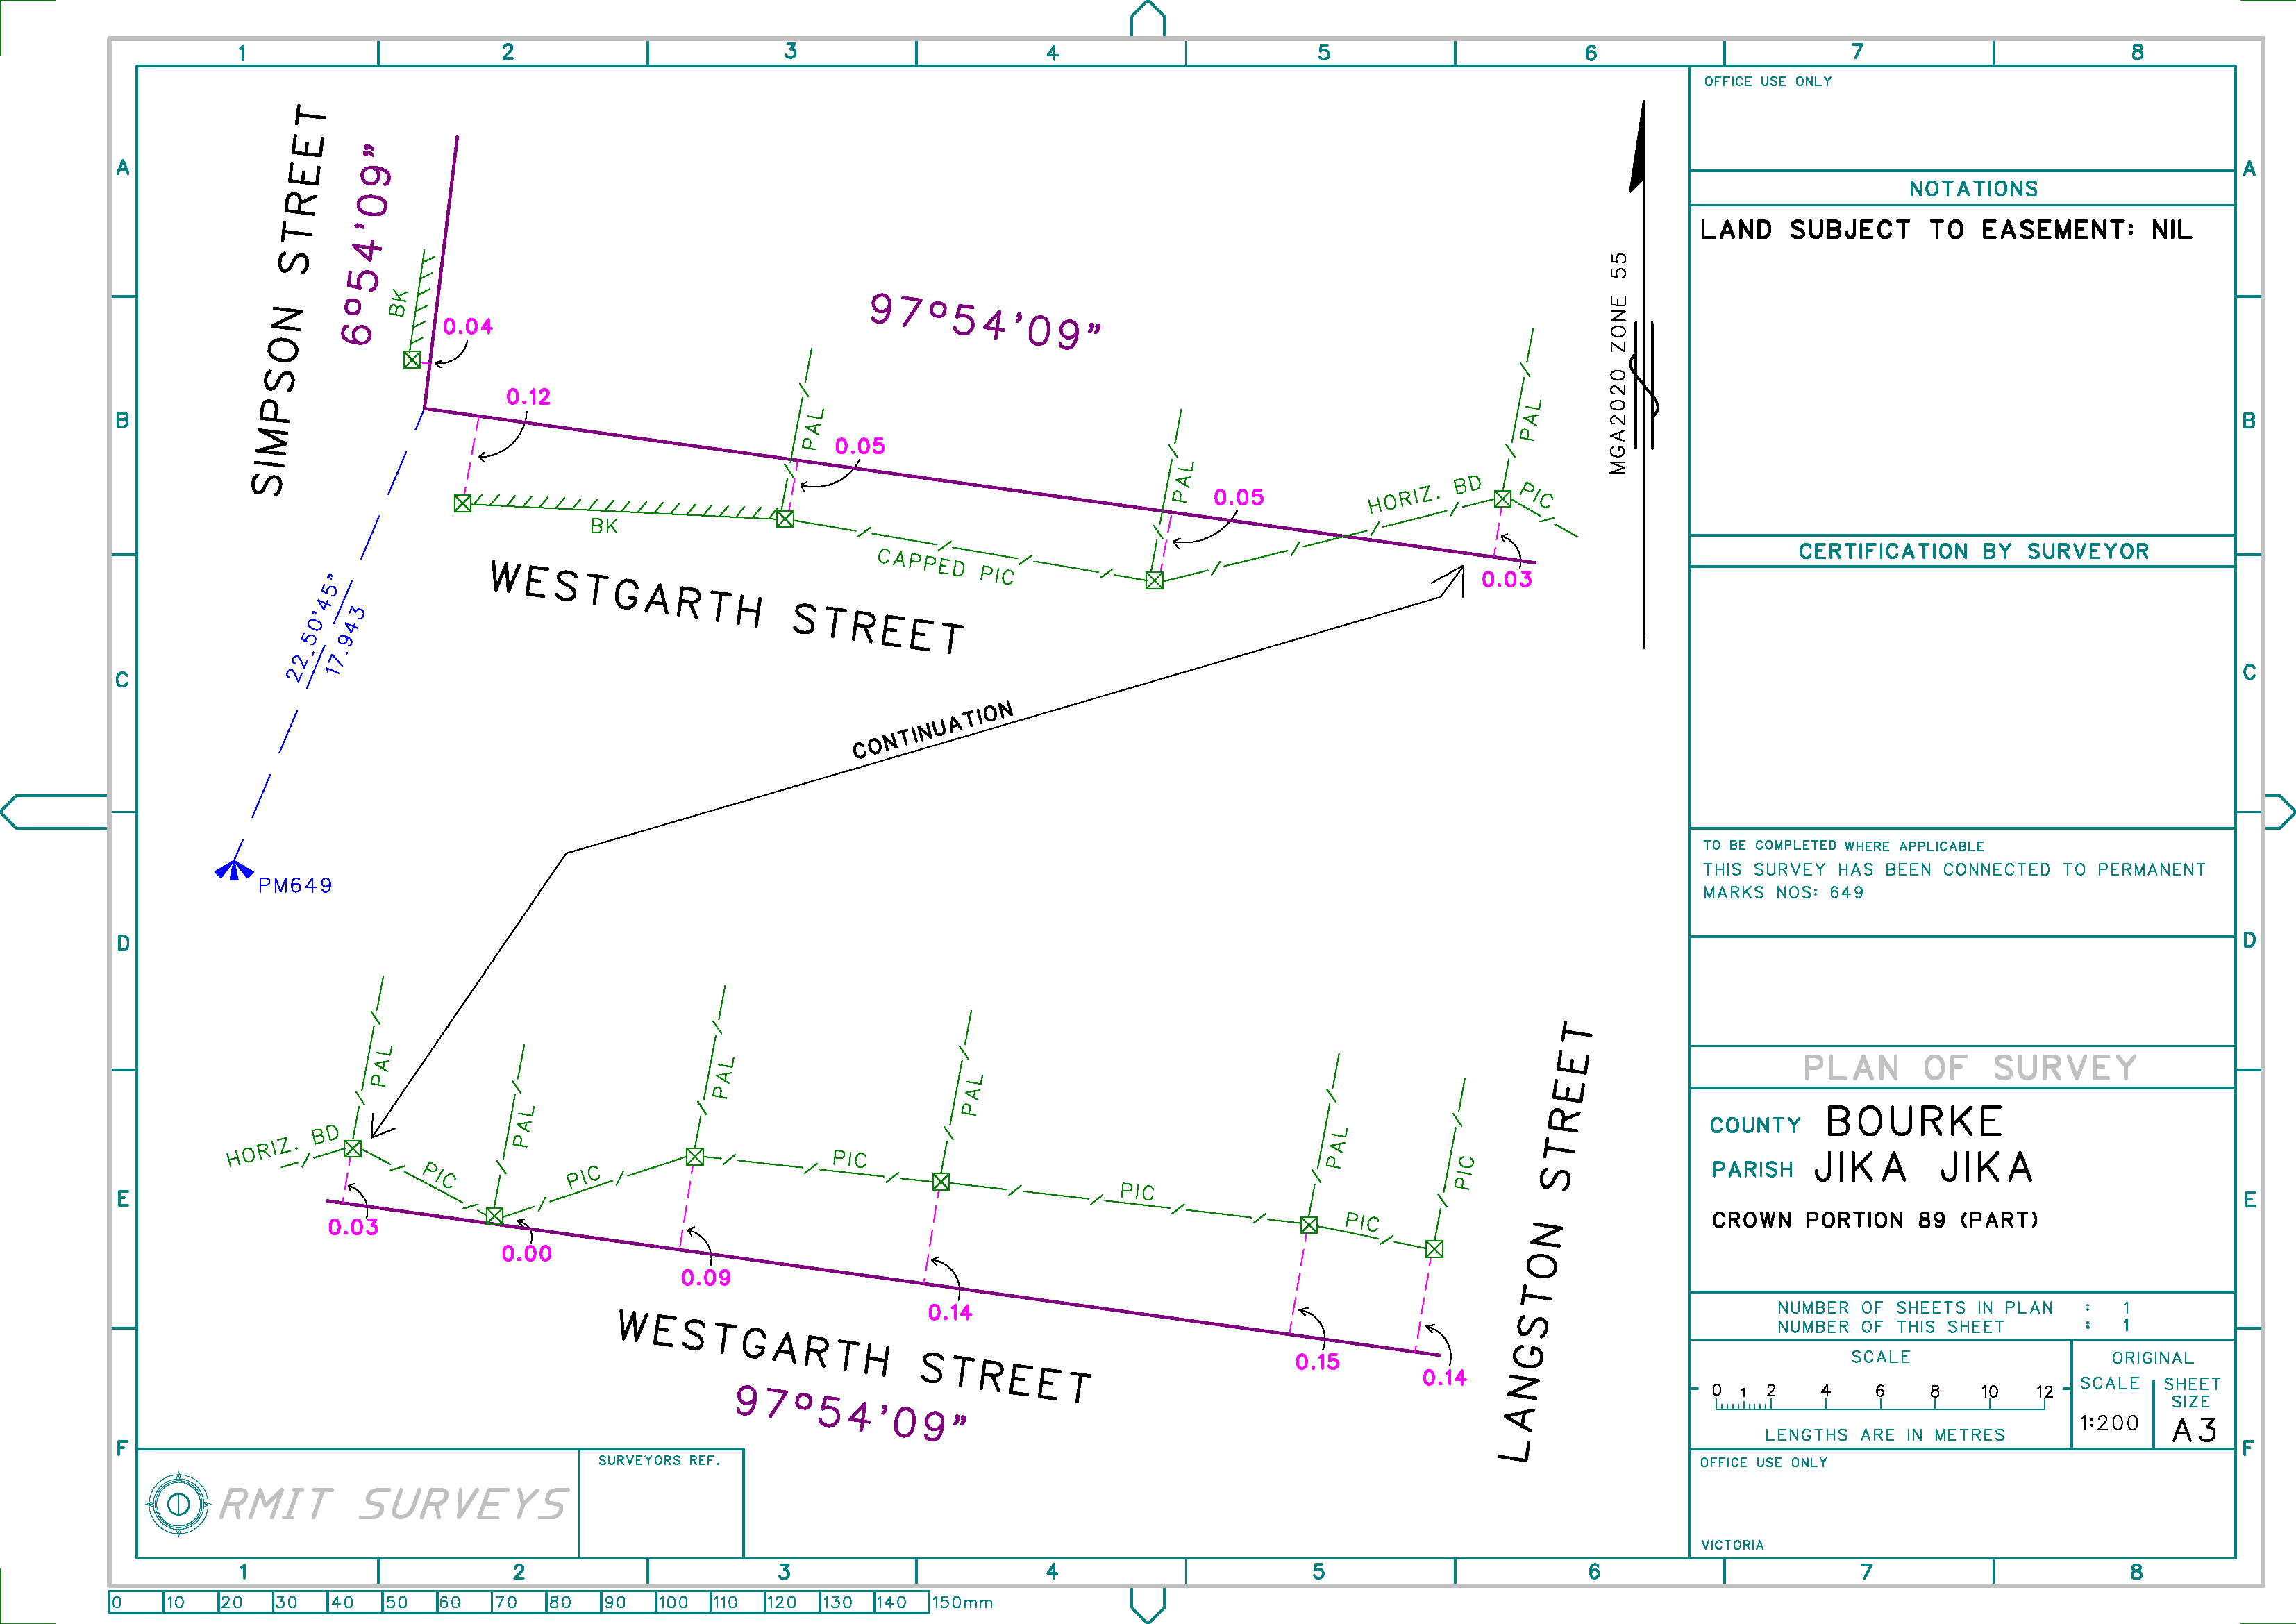 1 2 3 4 5 6 7 8
A
B
C
D
E
F
A
B
C
D
E
F
SIMPSON STREET
6°54'09"
BK
0.04
0.12
97°54'09"
PAL
0.05
BK
CAPPED PIC
PAL
0.05
HORIZ. BD
PAL
PIC
0.03
WESTGARTH STREET
MGA2020 ZONE 55
22.50'45"
17.943
PM649
CONTINUATION
HORIZ. BD
PAL
PIC
0.03
PAL
0.00
PIC
PAL
0.09
PIC
PAL
0.14
PIC
PAL
0.15
PIC
PIC
0.14
WESTGARTH STREET
97°54'09"
LANGSTON STREET
OFFICE USE ONLY
NOTATIONS
LAND SUBJECT TO EASEMENT: NIL
CERTIFICATION BY SURVEYOR
TO BE COMPLETED WHERE APPLICABLE
THIS SURVEY HAS BEEN CONNECTED TO PERMANENT
MARKS NOS: 649
PLAN OF SURVEY
COUNTY BOURKE
PARISH JIKA JIKA
CROWN PORTION 89 (PART)
NUMBER OF SHEETS IN PLAN : 1
NUMBER OF THIS SHEET : 1
SCALE
0 1 2 4 6 8 10 12
LENGTHS ARE IN METRES
ORIGINAL
SCALE
1:200
SHEET
SIZE
A3
OFFICE USE ONLY
VICTORIA
RMIT SURVEYS
SURVEYORS REF.
1 2 3 4 5 6 7 8
0 10 20 30 40 50 60 70 80 90 100 110 120 130 140 150mm